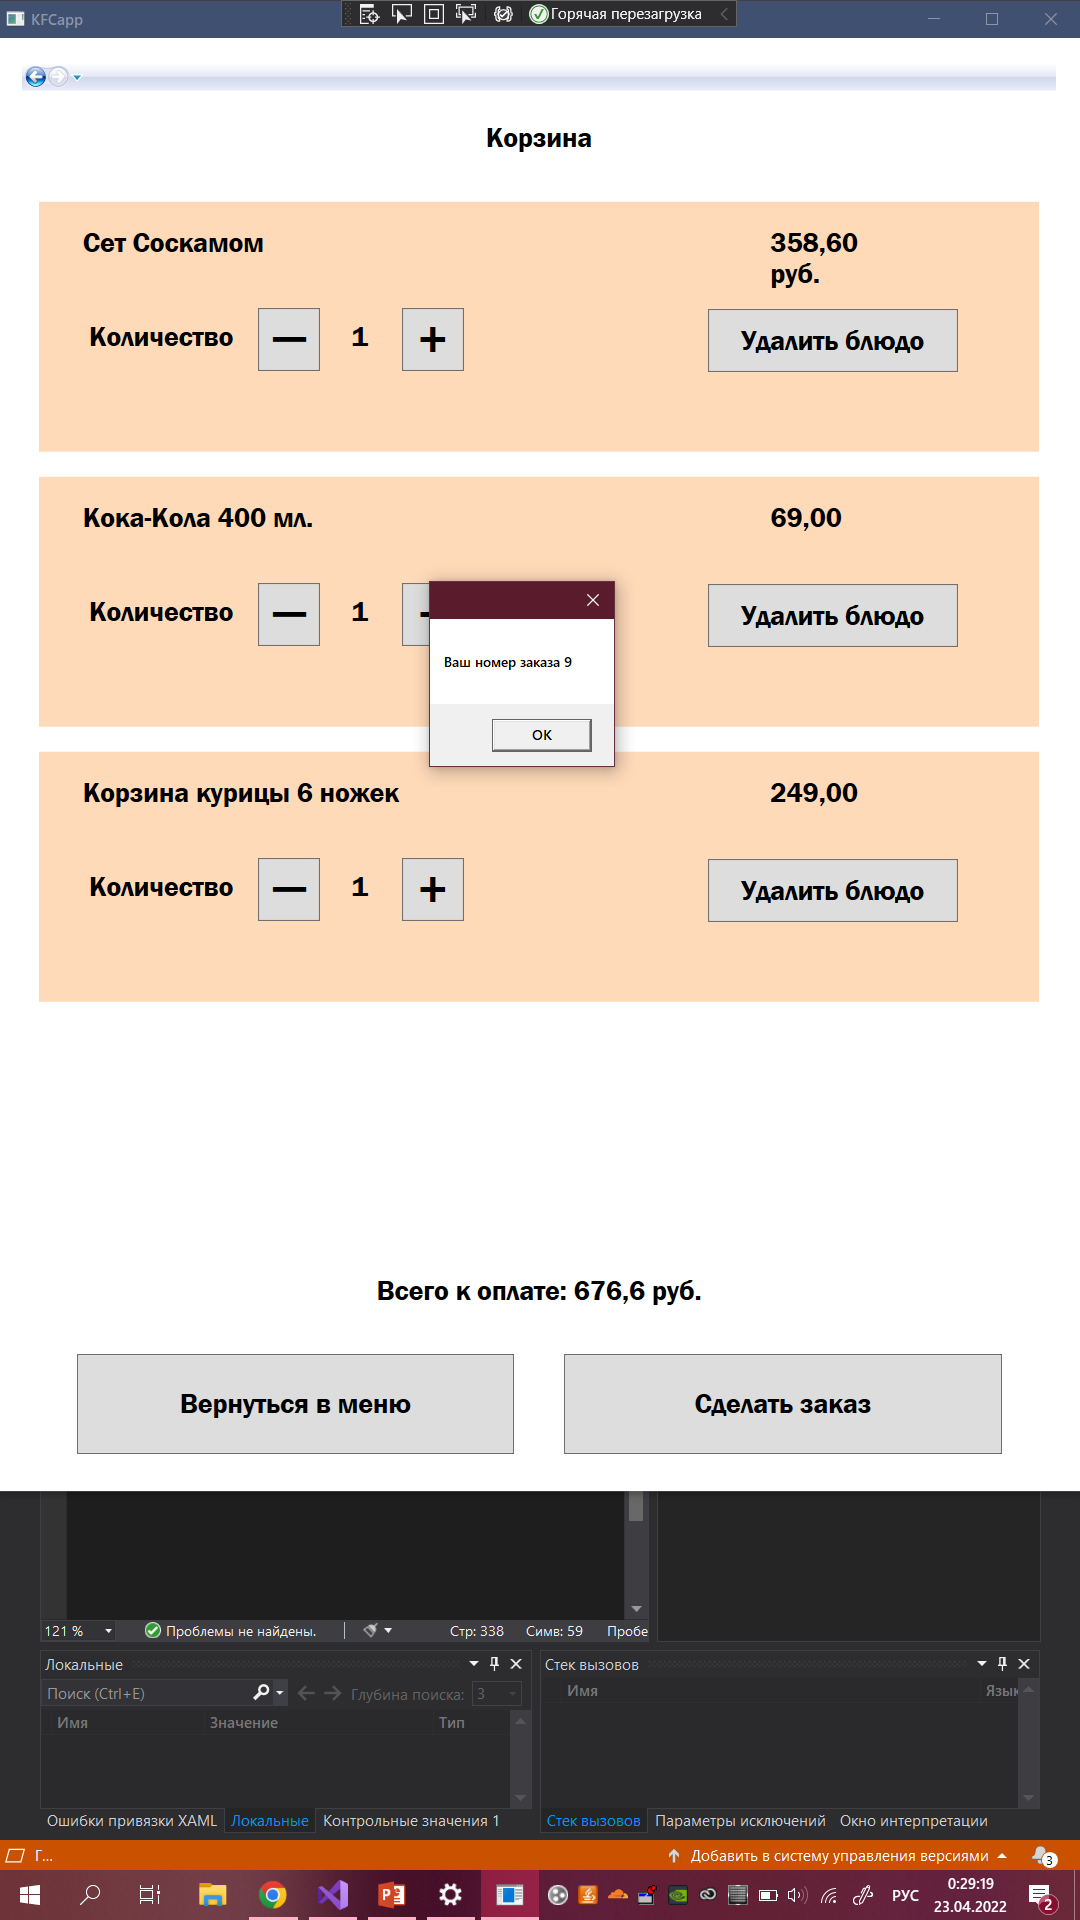 KFCapp
Горячая перезагрузка
Корзина
Сет Соскамом
358,60
руб.
Количество
1
Удалить блюдо
Кока-Кола 400 мл.
69,00
Количество
1
Удалить блюдо
Ваш номер заказа 9
OK
Корзина курицы 6 ножек
249,00
Количество
1
Удалить блюдо
Всего к оплате: 676,6 руб.
Вернуться в меню
Сделать заказ
121 %
Проблемы не найдены.
Стр: 338
Симв: 59
Пробе
Локальные
Стек вызовов
Поиск (Ctrl+E)
Глубина поиска:
3
Имя
Язык
Имя
Значение
Тип
Ошибки привязки XAML
Локальные
Контрольные значения 1
Стек вызовов
Параметры исключений
Окно интерпретации
Г...
Добавить в систему управления версиями
3
РУС
0:29:19
23.04.2022
2